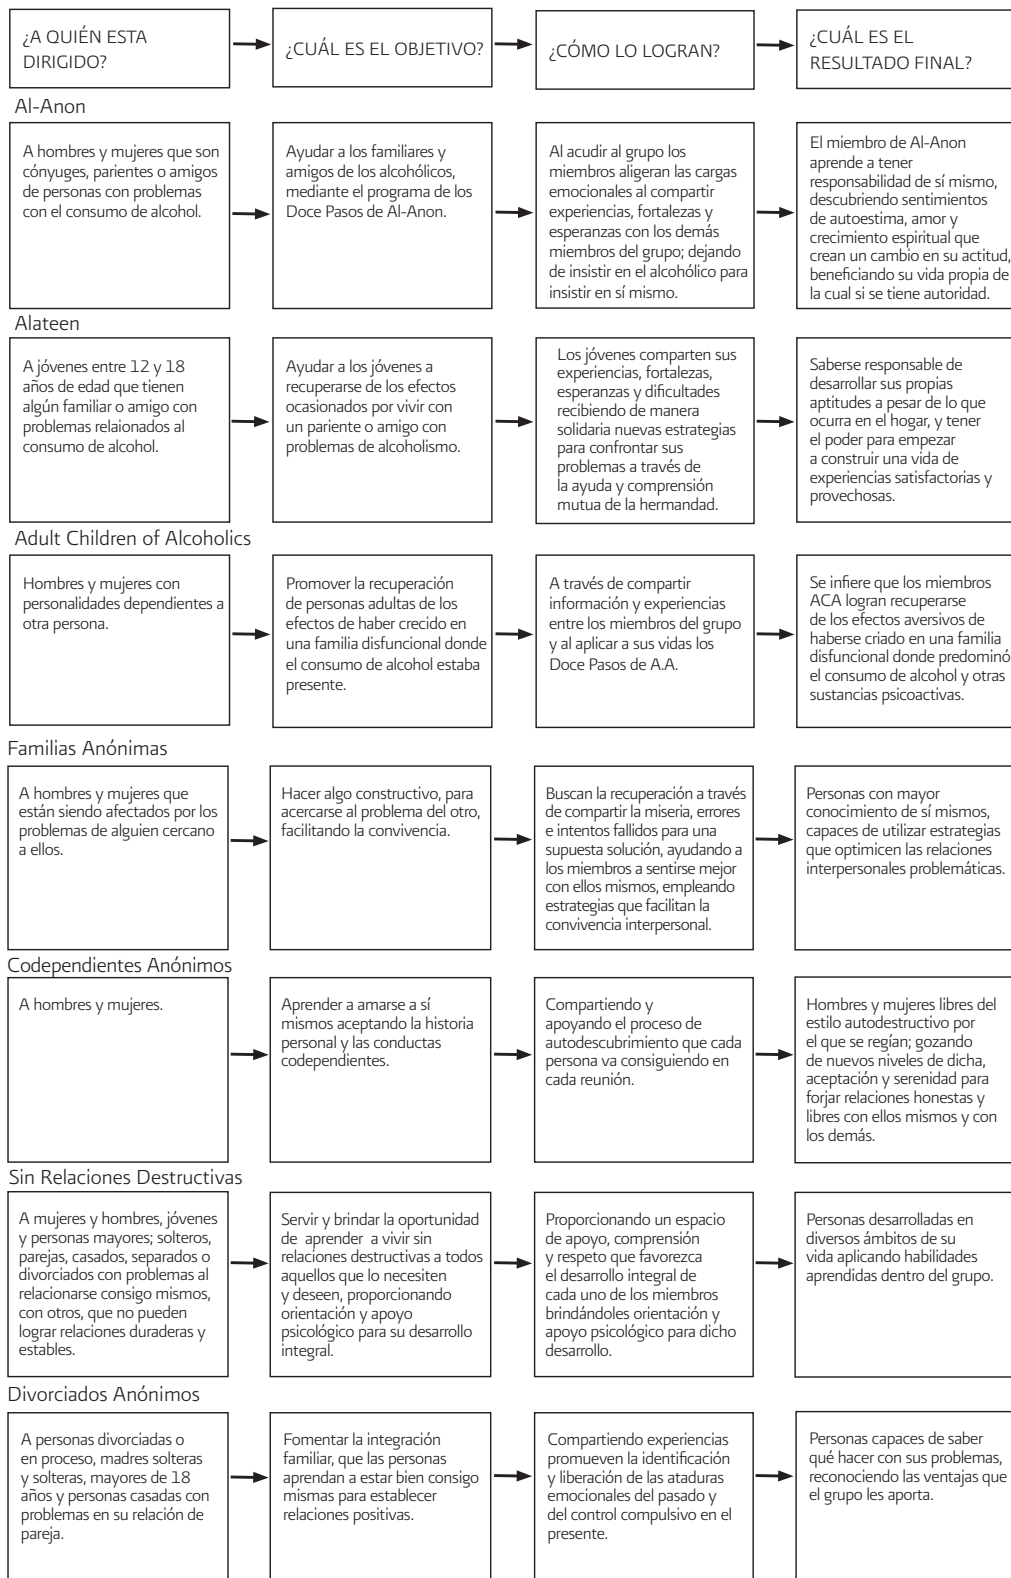 ¿A QUIÉN ESTA
DIRIGIDO?
¿CUÁL ES EL OBJETIVO?
¿CÓMO LO LOGRAN?
¿CUÁL ES EL
RESULTADO FINAL?
Al-Anon
A hombres y mujeres que son
cónyuges, parientes o amigos
de personas con problemas
con el consumo de alcohol.
Ayudar a los familiares y
amigos de los alcohólicos,
mediante el programa de los
Doce Pasos de Al-Anon.
Al acudir al grupo los
miembros aligeran las cargas
emocionales al compartir
experiencias, fortalezas y
esperanzas con los demás
miembros del grupo; dejando
de insistir en el alcohólico para
insistir en sí mismo.
El miembro de Al-Anon
aprende a tener
responsabilidad de sí mismo,
descubriendo sentimientos
de autoestima, amor y
crecimiento espiritual que
crean un cambio en su actitud,
beneficiando su vida propia de
la cual si se tiene autoridad.
Alateen
A jóvenes entre 12 y 18
años de edad que tienen
algún familiar o amigo con
problemas relaionados al
consumo de alcohol.
Ayudar a los jóvenes a
recuperarse de los efectos
ocasionados por vivir con
un pariente o amigo con
problemas de alcoholismo.
Los jóvenes comparten sus
experiencias, fortalezas,
esperanzas y dificultades
recibiendo de manera
solidaria nuevas estrategias
para confrontar sus
problemas a través de
la ayuda y comprensión
mutua de la hermandad.
Saberse responsable de
desarrollar sus propias
aptitudes a pesar de lo que
ocurra en el hogar, y tener
el poder para empezar
a construir una vida de
experiencias satisfactorias y
provechosas.
Adult Children of Alcoholics
Hombres y mujeres con
personalidades dependientes a
otra persona.
Promover la recuperación
de personas adultas de los
efectos de haber crecido en
una familia disfuncional donde
el consumo de alcohol estaba
presente.
A través de compartir
información y experiencias
entre los miembros del grupo
y al aplicar a sus vidas los
Doce Pasos de A.A.
Se infiere que los miembros
ACA logran recuperarse
de los efectos aversivos de
haberse criado en una familia
disfuncional donde predominó
el consumo de alcohol y otras
sustancias psicoactivas.
Familias Anónimas
A hombres y mujeres que
están siendo afectados por los
problemas de alguien cercano
a ellos.
Hacer algo constructivo, para
acercarse al problema del otro,
facilitando la convivencia.
Buscan la recuperación a través
de compartir la miseria, errores
e intentos fallidos para una
supuesta solución, ayudando a
los miembros a sentirse mejor
con ellos mismos, empleando
estrategias que facilitan la
convivencia interpersonal.
Personas con mayor
conocimiento de sí mismos,
capaces de utilizar estrategias
que optimicen las relaciones
interpersonales problemáticas.
Codependientes Anónimos
A hombres y mujeres.
Aprender a amarse a sí
mismos aceptando la historia
personal y las conductas
codependientes.
Compartiendo y
apoyando el proceso de
autodescubrimiento que cada
persona va consiguiendo en
cada reunión.
Hombres y mujeres libres del
estilo autodestructivo por
el que se regían; gozando
de nuevos niveles de dicha,
aceptación y serenidad para
forjar relaciones honestas y
libres con ellos mismos y con
los demás.
Sin Relaciones Destructivas
A mujeres y hombres, jóvenes
y personas mayores; solteros,
parejas, casados, separados o
divorciados con problemas al
relacionarse consigo mismos,
con otros, que no pueden
lograr relaciones duraderas y
estables.
Servir y brindar la oportunidad
de aprender a vivir sin
relaciones destructivas a todos
aquellos que lo necesiten
y deseen, proporcionando
orientación y apoyo
psicológico para su desarrollo
integral.
Proporcionando un espacio
de apoyo, comprensión
y respeto que favorezca
el desarrollo integral de
cada uno de los miembros
brindándoles orientación y
apoyo psicológico para dicho
desarrollo.
Personas desarrolladas en
diversos ámbitos de su
vida aplicando habilidades
aprendidas dentro del grupo.
Divorciados Anónimos
A personas divorciadas o
en proceso, madres solteras
y solteras, mayores de 18
años y personas casadas con
problemas en su relación de
pareja.
Fomentar la integración
familiar, que las personas
aprendan a estar bien consigo
mismas para establecer
relaciones positivas.
Compartiendo experiencias
promueven la identificación
y liberación de las ataduras
emocionales del pasado y
del control compulsivo en el
presente.
Personas capaces de saber
qué hacer con sus problemas,
reconociendo las ventajas que
el grupo les aporta.